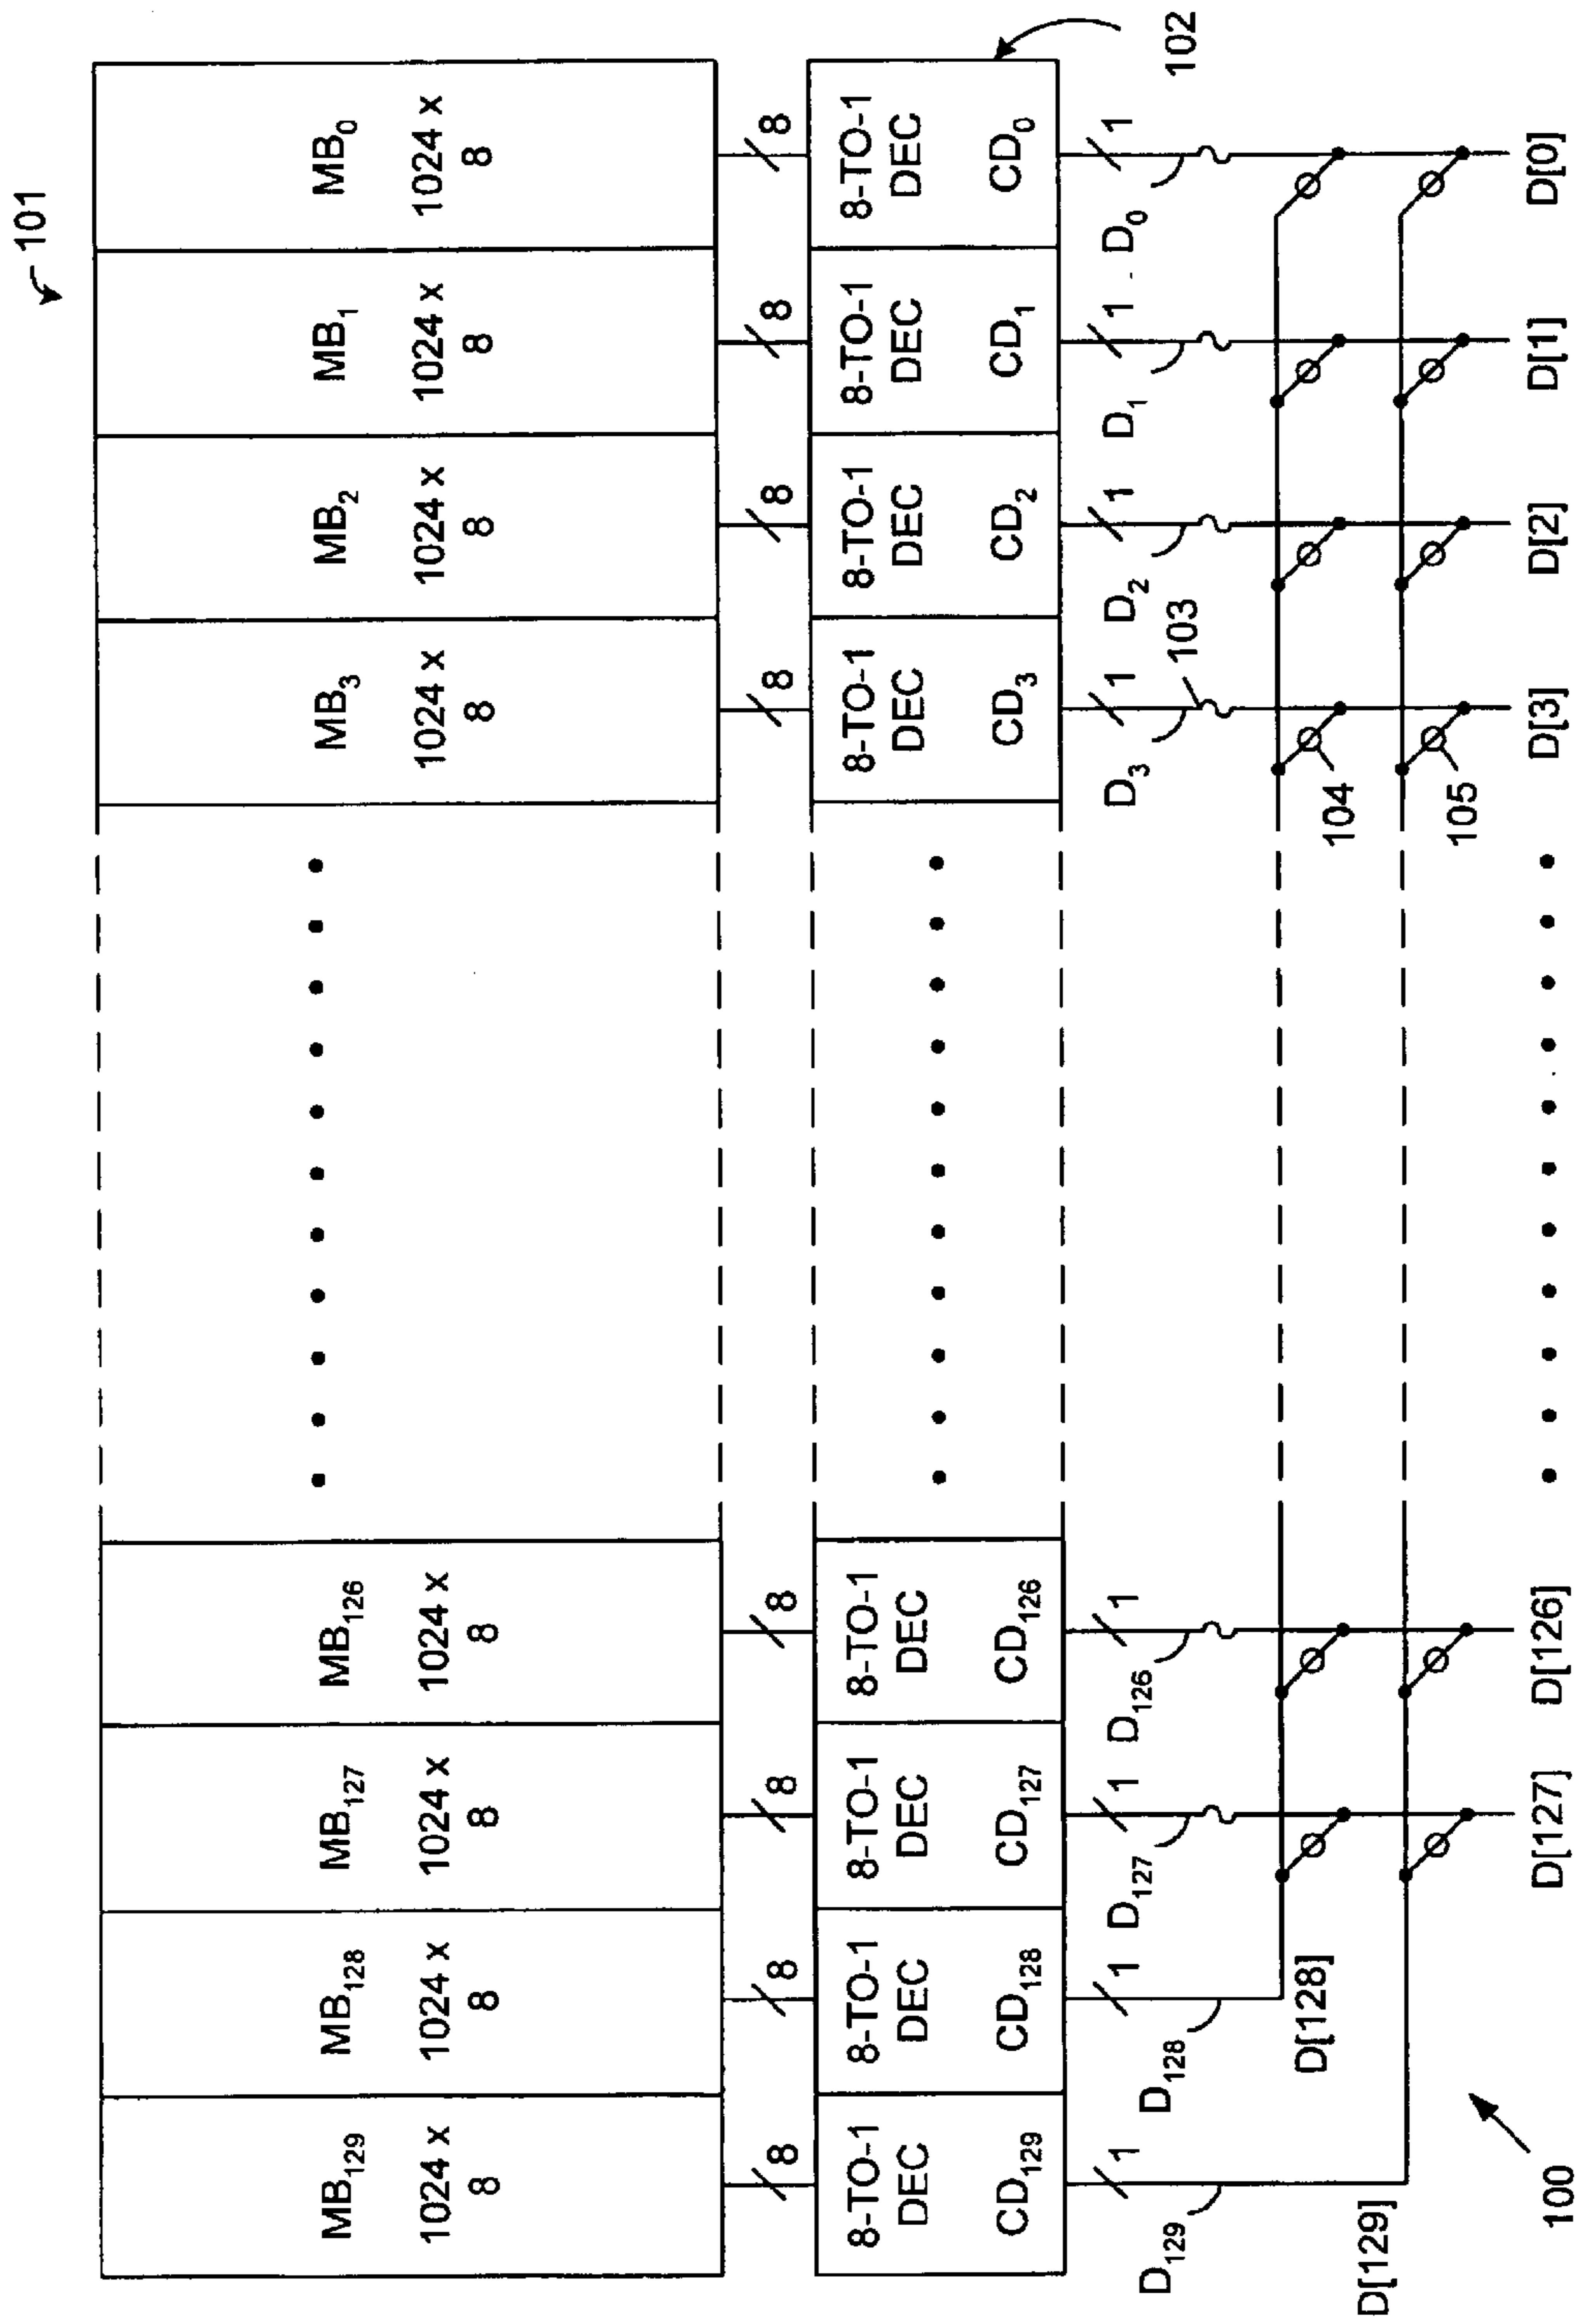 101
MB₁₂₉ MB₁₂₈ MB₁₂₇ MB₁₂₆ MB₃ MB₂ MB₁ MB₀
1024 x 1024 x 1024 x 1024 x 1024 x 1024 x 1024 x 1024 x
8 8 8 8 8 8 8 8
8 8 8 8 8 8 8 8
8-TO-1 8-TO-1 8-TO-1 8-TO-1 8-TO-1 8-TO-1 8-TO-1 8-TO-1
DEC DEC DEC DEC DEC DEC DEC DEC
CD₁₂₉ CD₁₂₈ CD₁₂₇ CD₁₂₆ CD₃ CD₂ CD₁ CD₀
1 1 1 1 1 1 1 1
D₁₂₉ D₁₂₈ D₁₂₇ D₁₂₆ D₃ D₂ D₁ D₀
103 102
D[128]
104
D[129] 105
100 D[127] D[126] D[3] D[2] D[1] D[0]